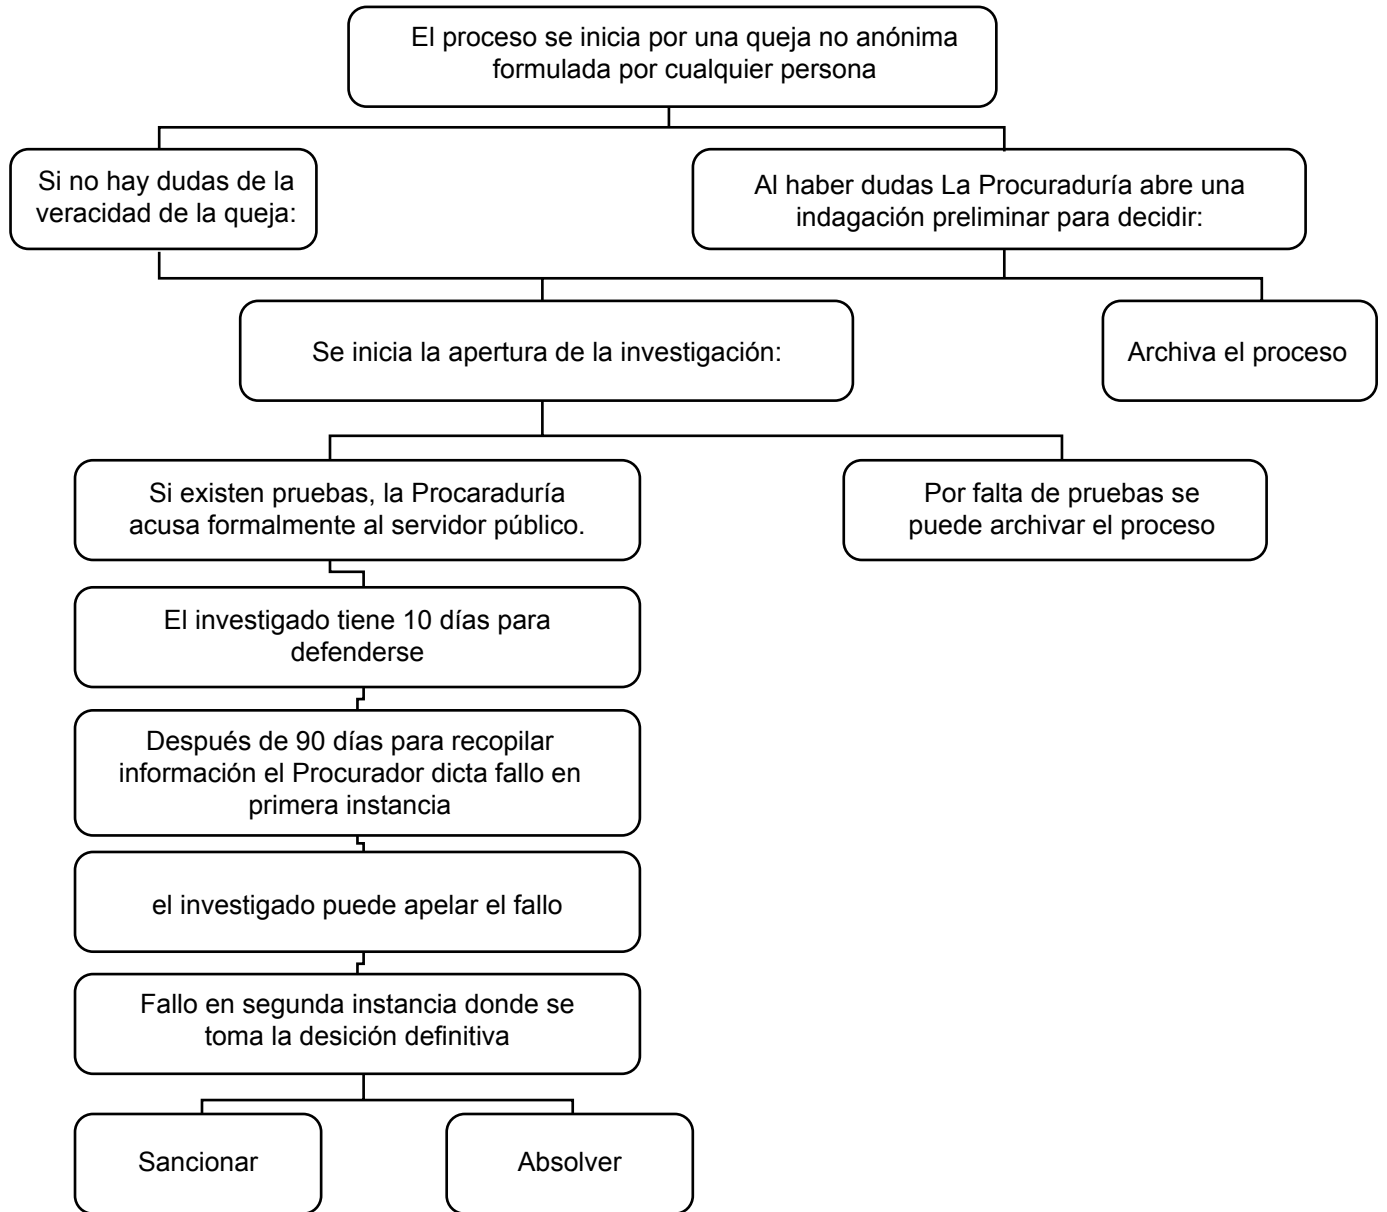 El proceso se inicia por una queja no anónima
formulada por cualquier persona
Si no hay dudas de la
veracidad de la queja:
Al haber dudas La Procuraduría abre una
indagación preliminar para decidir:
Se inicia la apertura de la investigación:
Archiva el proceso
Si existen pruebas, la Procaraduría
acusa formalmente al servidor público.
Por falta de pruebas se
puede archivar el proceso
El investigado tiene 10 días para
defenderse
Después de 90 días para recopilar
información el Procurador dicta fallo en
primera instancia
el investigado puede apelar el fallo
Fallo en segunda instancia donde se
toma la desición definitiva
Sancionar
Absolver